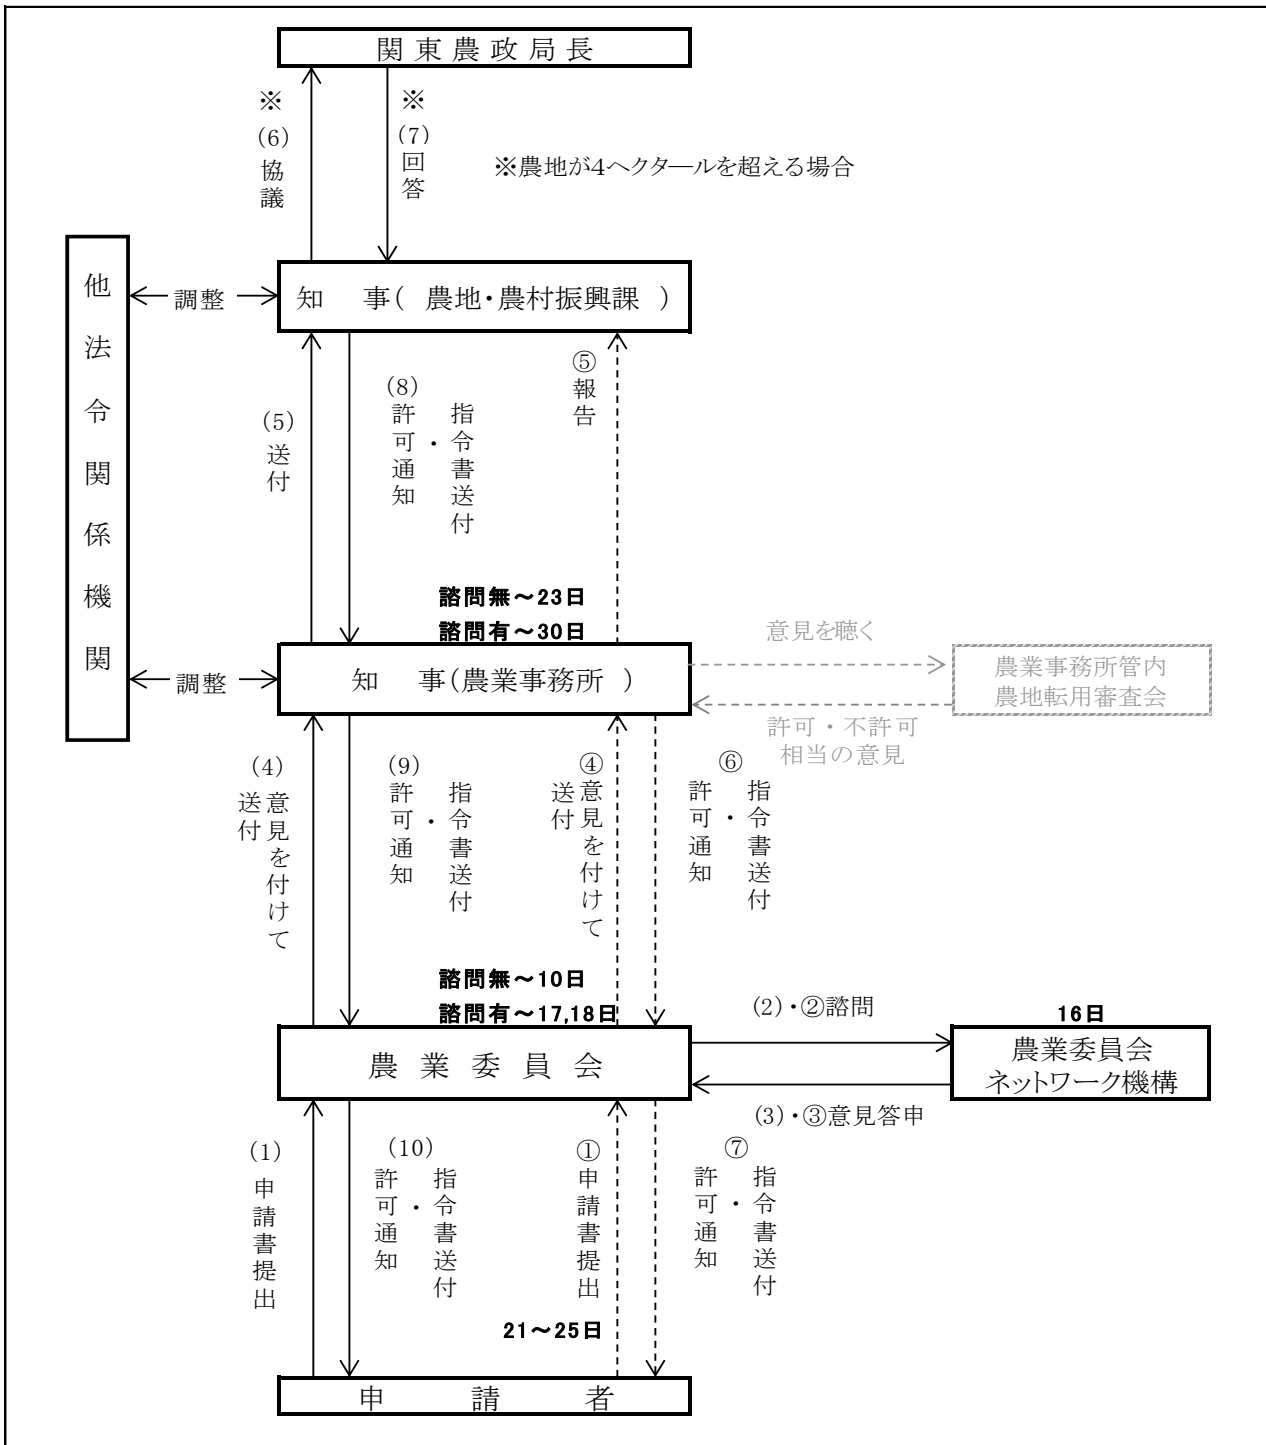 関東農政局長
※
(6)
協議
※
(7)
回答
※農地が4ヘクタールを超える場合
他法令関係機関
調整
知　事(　農地・農村振興課　)
(5)
送付
(8)
許可通知
・
指令書送付
⑤
報告
諮問無～23日
諮問有～30日
調整
知　事(農業事務所　)
意見を聴く
農業事務所管内
農地転用審査会
許可・不許可
相当の意見
(4)
意見を付けて
送付
(9)
許可通知
・
指令書送付
④
意見を付けて
送付
⑥
許可通知
・
指令書送付
諮問無～10日
諮問有～17,18日
農業委員会
(2)・②諮問
16日
農業委員会
ネットワーク機構
(3)・③意見答申
(1)
申請書提出
(10)
許可通知
・
指令書送付
①
申請書提出
⑦
許可通知
・
指令書送付
21～25日
申請者